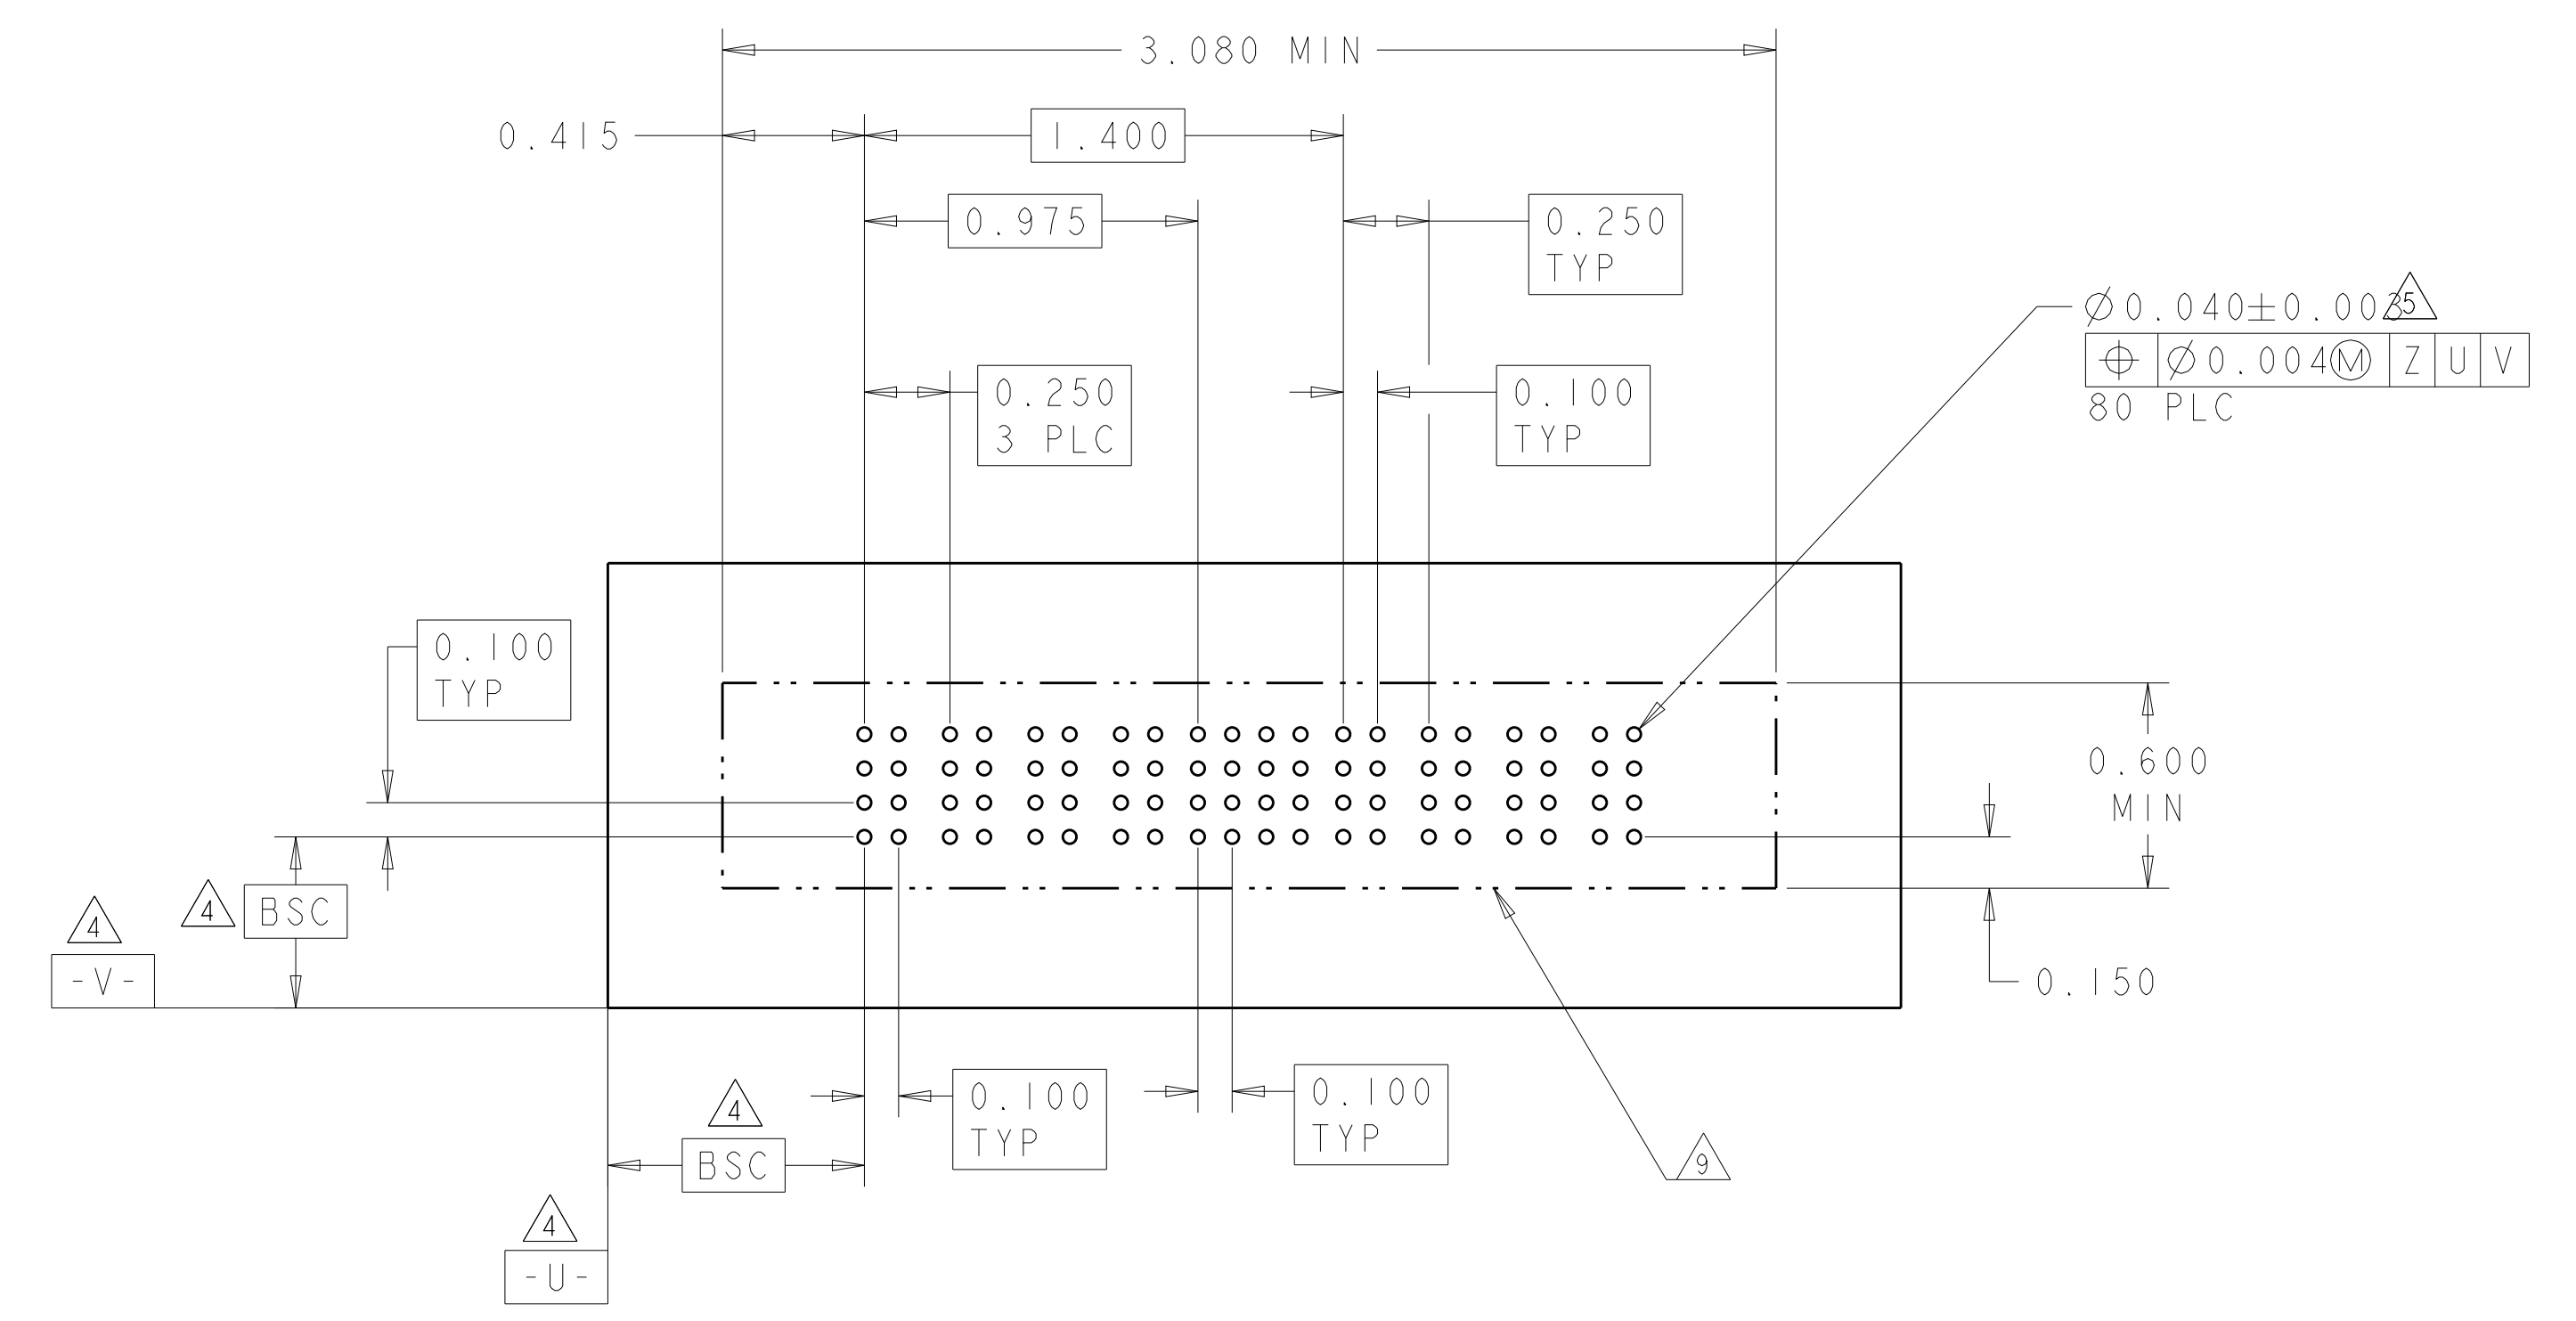 3.080 MIN
0.415
1.400
0.975
0.250
TYP
Ø0.040±0.003
5
⌖ Ø0.004Ⓜ Z U V
80 PLC
0.250
3 PLC
0.100
TYP
0.100
TYP
0.600
MIN
4
BSC
4
-V-
0.150
0.100
TYP
0.100
TYP
4
BSC
9
4
-U-